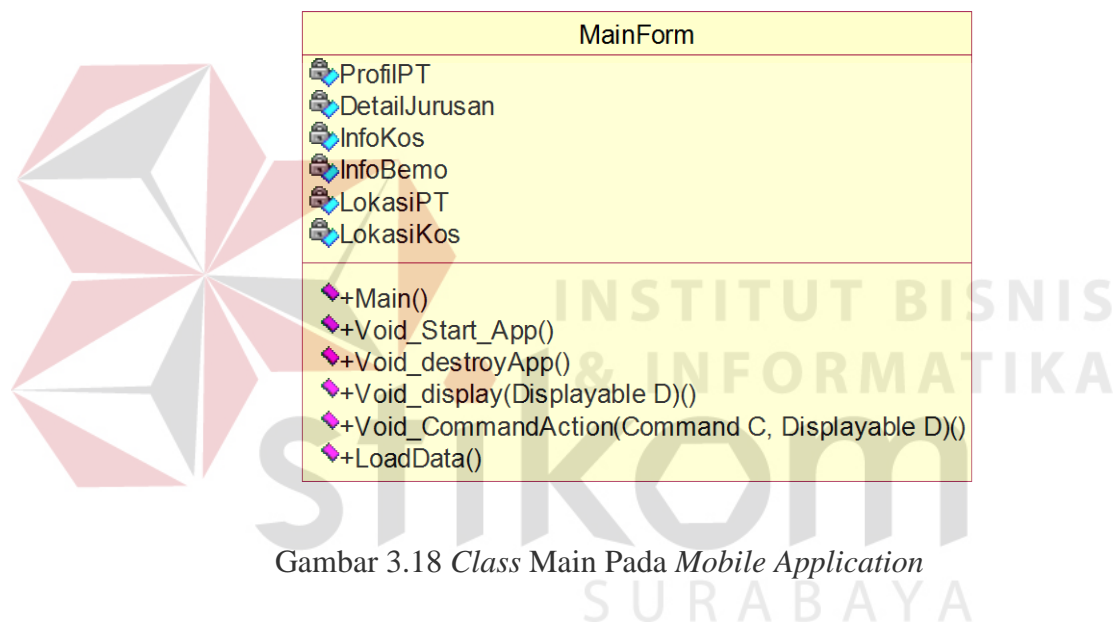 MainForm
ProfilPT
DetailJurusan
InfoKos
InfoBemo
LokasiPT
LokasiKos
+Main()
+Void_Start_App()
+Void_destroyApp()
+Void_display(Displayable D)()
+Void_CommandAction(Command C, Displayable D)()
+LoadData()
INSTITUT BISNIS
& INFORMATIKA
stikom
SURABAYA
Gambar 3.18 Class Main Pada Mobile Application